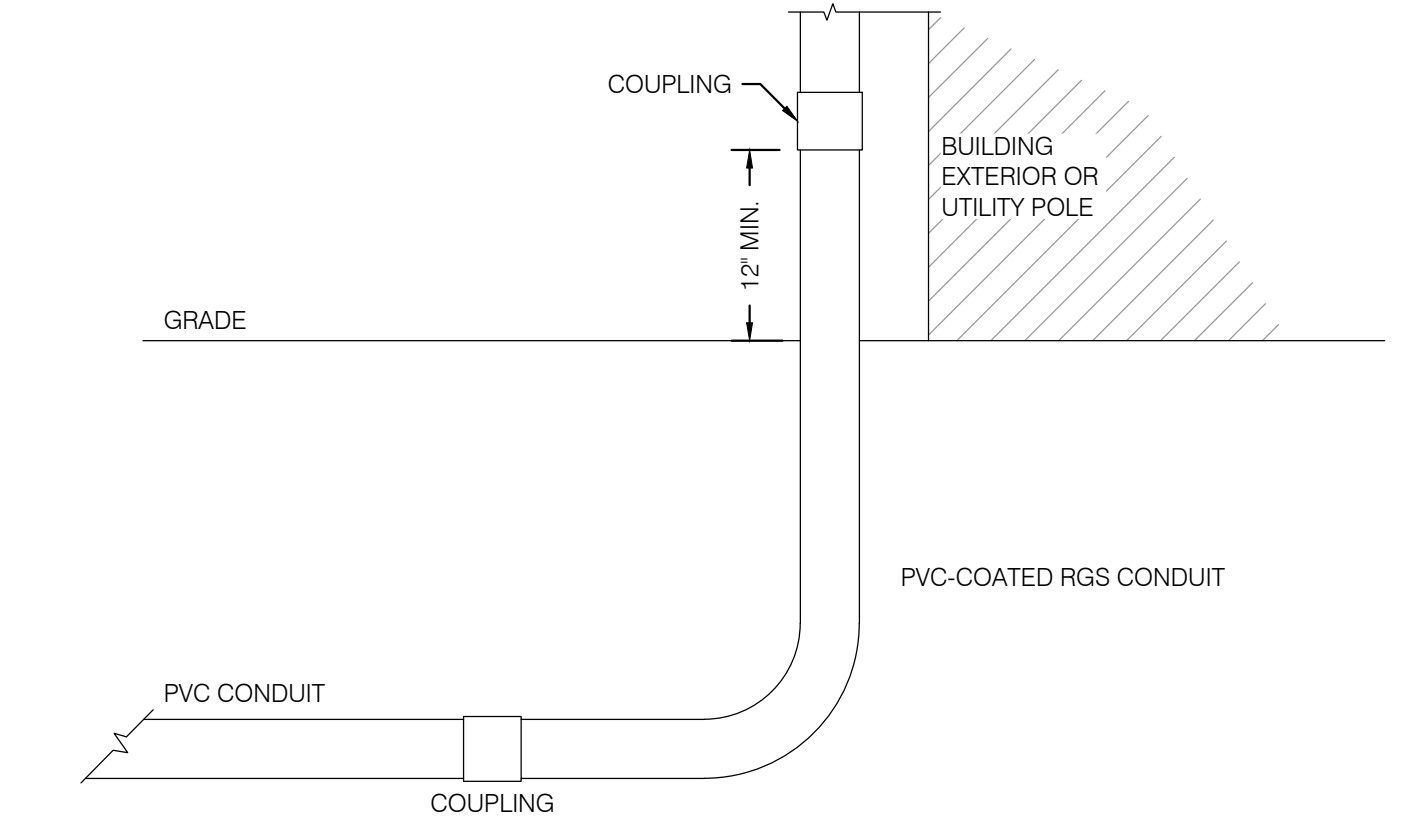 COUPLING
BUILDING
EXTERIOR OR
UTILITY POLE
12" MIN.
GRADE
PVC-COATED RGS CONDUIT
PVC CONDUIT
COUPLING